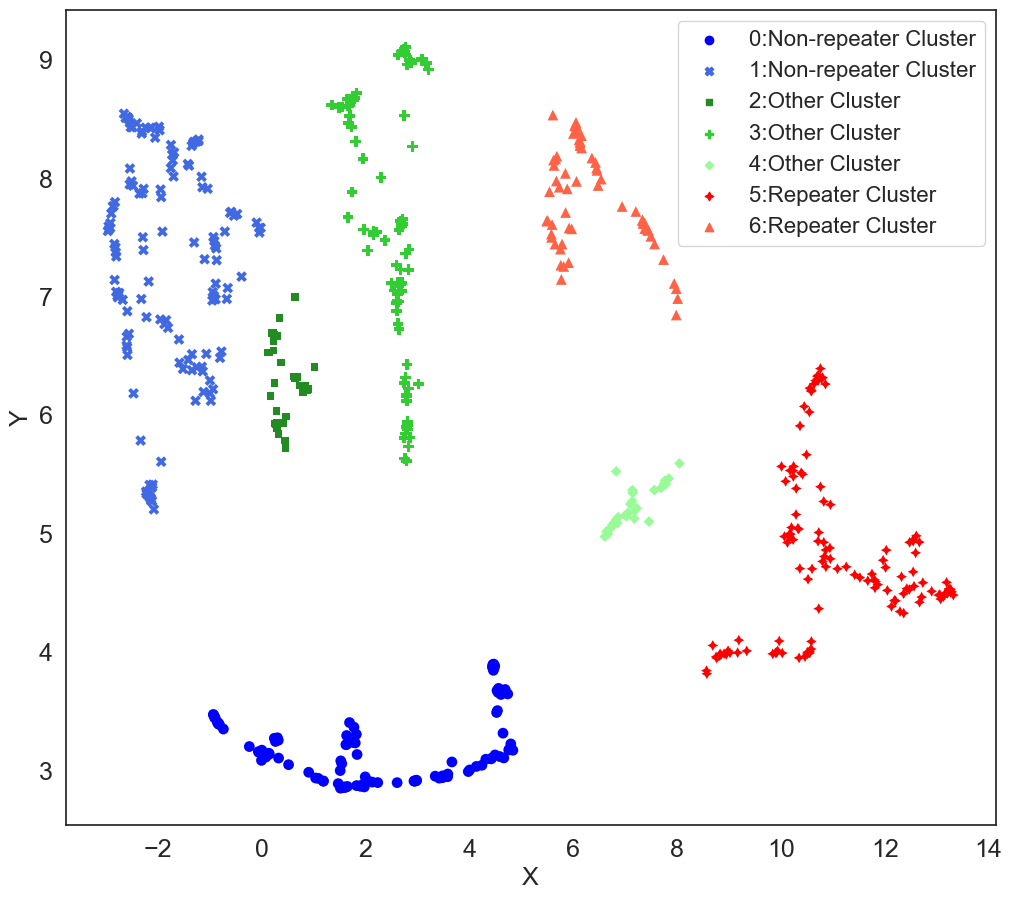 0:Non-repeater Cluster
1:Non-repeater Cluster
2:Other Cluster
3:Other Cluster
4:Other Cluster
5:Repeater Cluster
6:Repeater Cluster
9
8
7
6
5
4
3
Y
−2 0 2 4 6 8 10 12 14
X